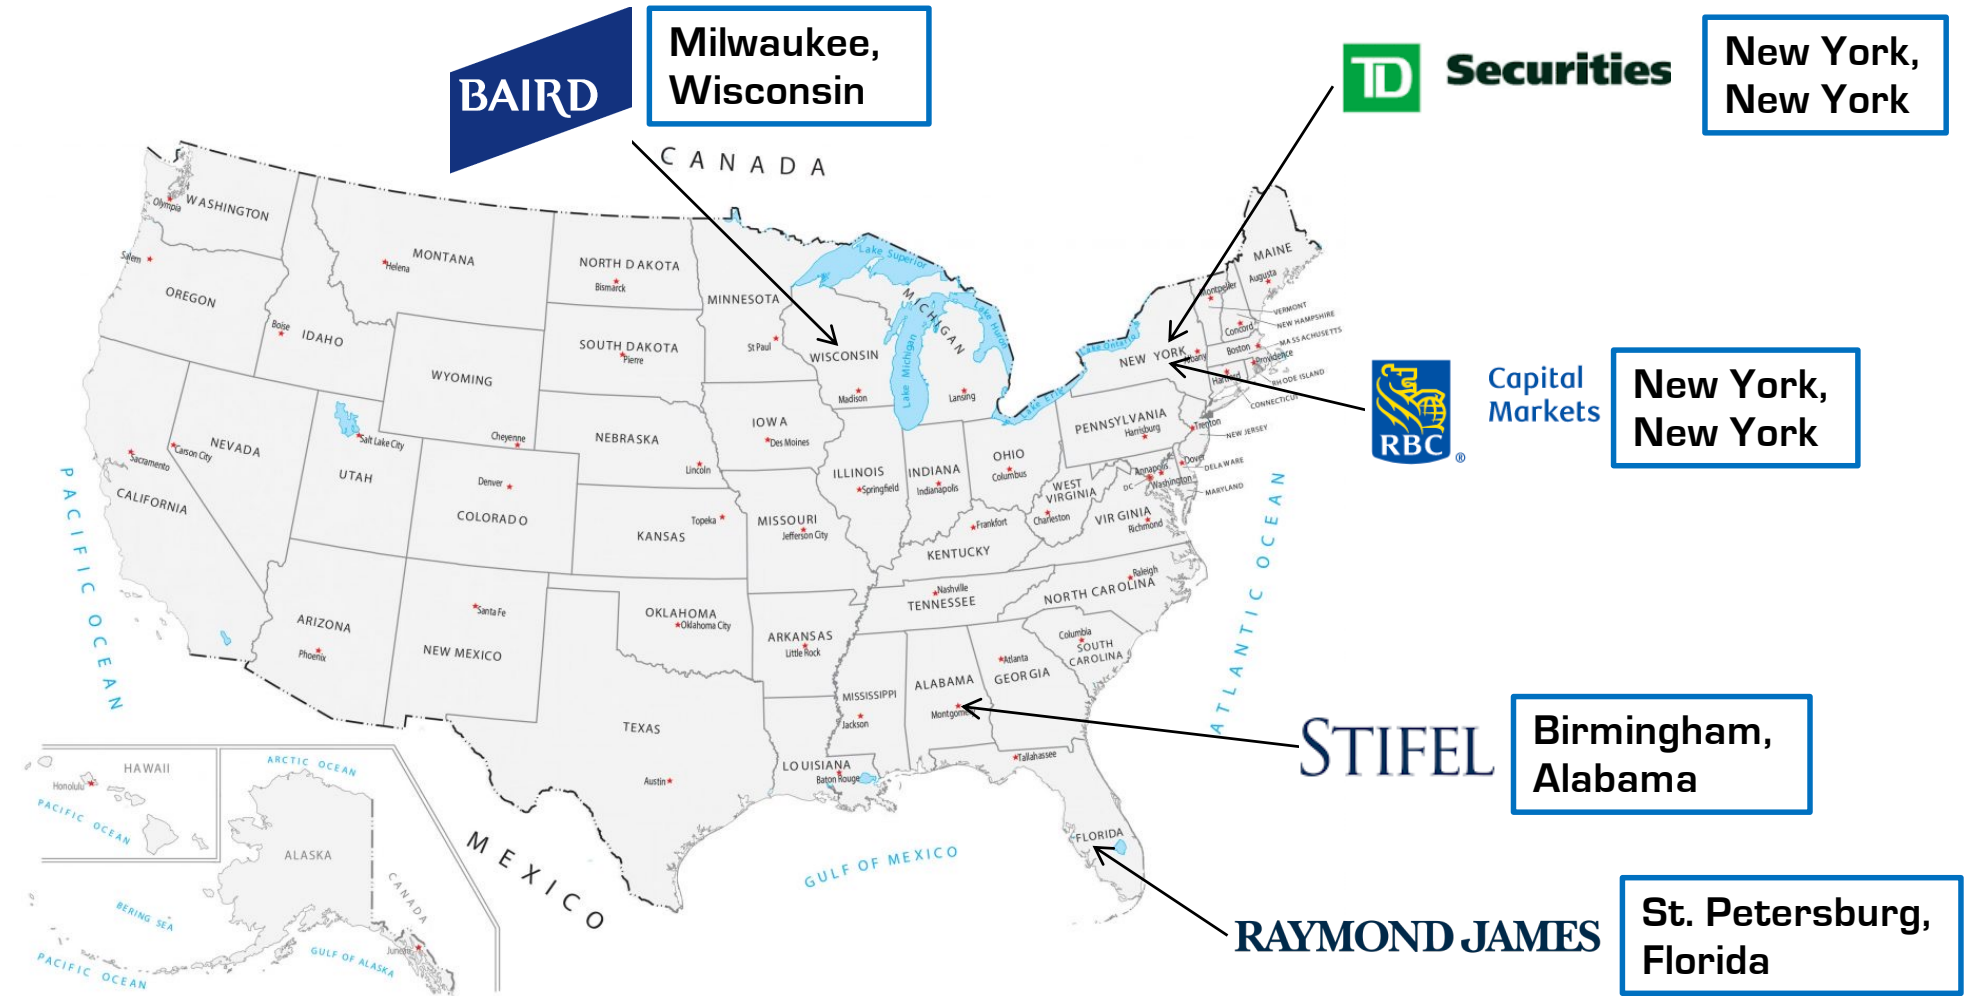 BAIRD
Milwaukee,
Wisconsin
TD Securities
New York,
New York
CANADA
WASHINGTON
Olympia
MONTANA
Helena
NORTH DAKOTA
Bismarck
MINNESOTA
St Paul
Lake Superior
MICHIGAN
Lake Huron
Lake Michigan
Lansing
WISCONSIN
Madison
Lake Ontario
Lake Erie
NEW YORK
Albany
MAINE
Augusta
Montpelier
VERMONT
NEW HAMPSHIRE
Concord
MASSACHUSETTS
Boston
Providence
RHODE ISLAND
Hartford
CONNECTICUT
Salem
OREGON
Boise
IDAHO
WYOMING
Cheyenne
SOUTH DAKOTA
Pierre
RBC ®
Capital
Markets
New York,
New York
NEVADA
Carson City
Sacramento
CALIFORNIA
Salt Lake City
UTAH
Denver
COLORADO
NEBRASKA
Lincoln
IOWA
Des Moines
ILLINOIS
Springfield
INDIANA
Indianapolis
OHIO
Columbus
PENNSYLVANIA
Harrisburg
Trenton
NEW JERSEY
Dover
DELAWARE
Annapolis
DC
Washington
MARYLAND
WEST
VIRGINIA
Charleston
VIRGINIA
Richmond
Topeka
KANSAS
MISSOURI
Jefferson City
Frankfort
KENTUCKY
PACIFIC OCEAN
ATLANTIC OCEAN
ARIZONA
Phoenix
Santa Fe
NEW MEXICO
OKLAHOMA
Oklahoma City
ARKANSAS
Little Rock
Nashville
TENNESSEE
Raleigh
NORTH CAROLINA
Columbia
SOUTH
CAROLINA
Atlanta
GEORGIA
ALABAMA
Montgomery
MISSISSIPPI
Jackson
TEXAS
Austin
LOUISIANA
Baton Rouge
Tallahassee
STIFEL
Birmingham,
Alabama
FLORIDA
GULF OF MEXICO
MEXICO
RAYMOND JAMES
St. Petersburg,
Florida
HAWAII
Honolulu
PACIFIC OCEAN
ARCTIC OCEAN
ALASKA
CANADA
BERING SEA
Juneau
GULF OF ALASKA
PACIFIC OCEAN